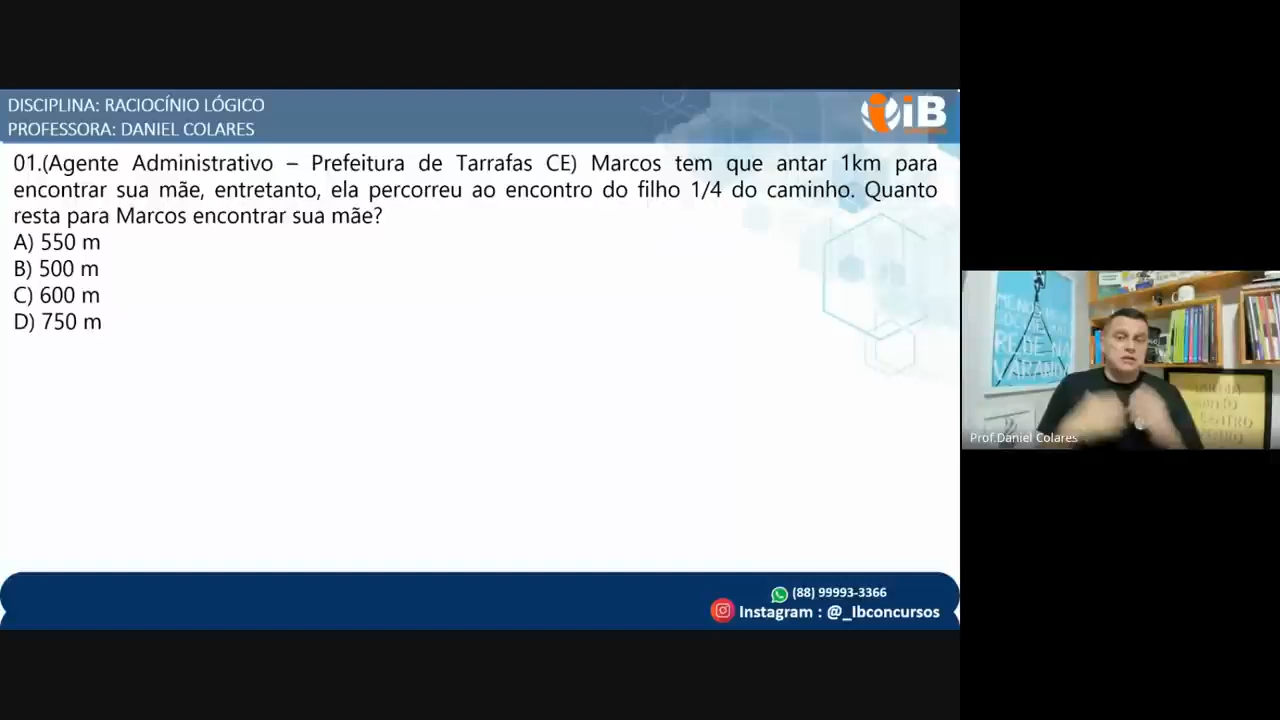 DISCIPLINA: RACIOCÍNIO LÓGICO
PROFESSORA: DANIEL COLARES
iB
01.(Agente Administrativo – Prefeitura de Tarrafas CE) Marcos tem que antar 1km para
encontrar sua mãe, entretanto, ela percorreu ao encontro do filho 1/4 do caminho. Quanto
resta para Marcos encontrar sua mãe?
A) 550 m
B) 500 m
C) 600 m
D) 750 m
REDE NA
Prof.Daniel Colares
(88) 99993-3366
Instagram : @_Ibconcursos